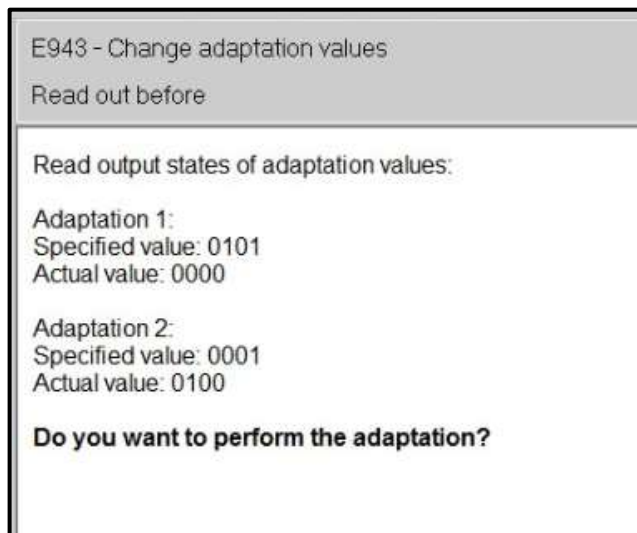 E943 - Change adaptation values
Read out before
Read output states of adaptation values:
Adaptation 1:
Specified value: 0101
Actual value: 0000
Adaptation 2:
Specified value: 0001
Actual value: 0100
Do you want to perform the adaptation?